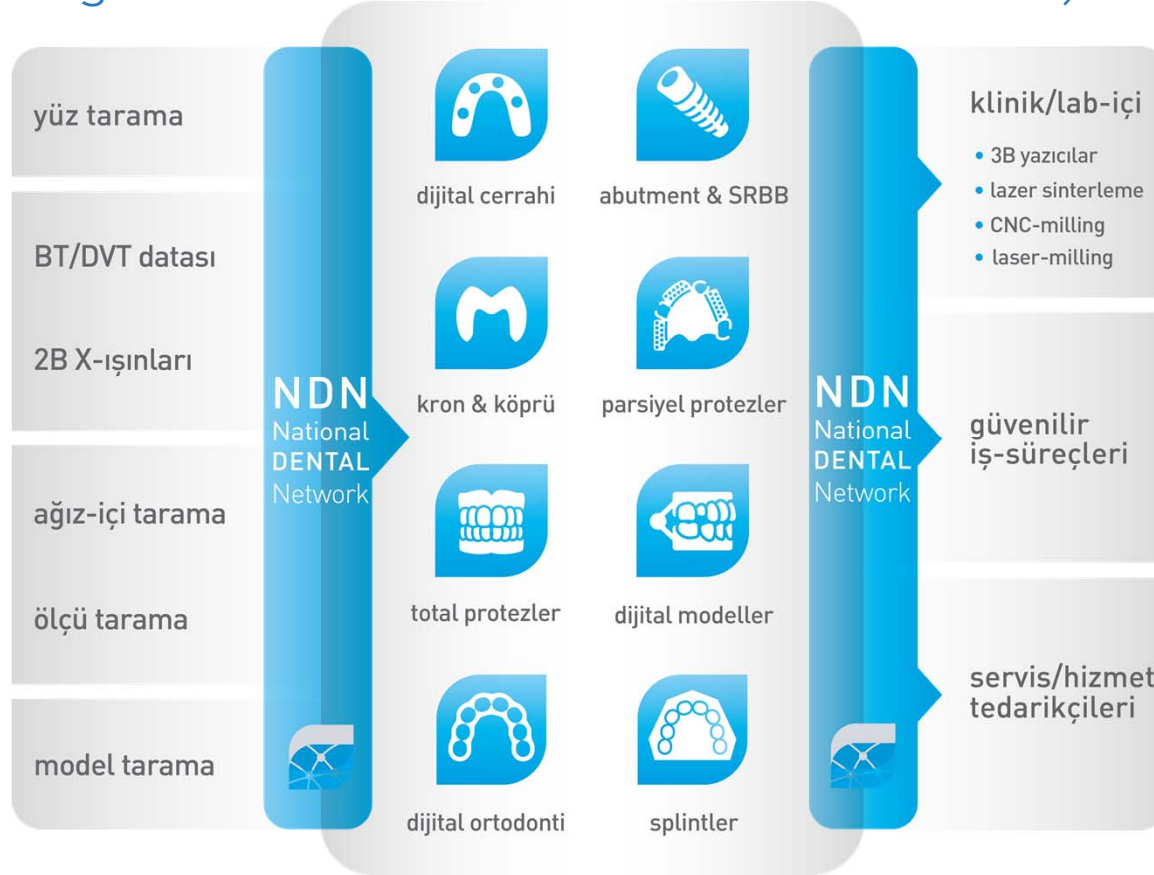 yüz tarama
BT/DVT datası
2B X-ışınları
ağız-içi tarama
ölçü tarama
model tarama
NDN
National
DENTAL
Network
dijital cerrahi
abutment & SRBB
kron & köprü
parsiyel protezler
total protezler
dijital modeller
dijital ortodonti
splintler
NDN
National
DENTAL
Network
klinik/lab-içi
• 3B yazıcılar
• lazer sinterleme
• CNC-milling
• laser-milling
güvenilir
iş-süreçleri
servis/hizmet
tedarikçileri